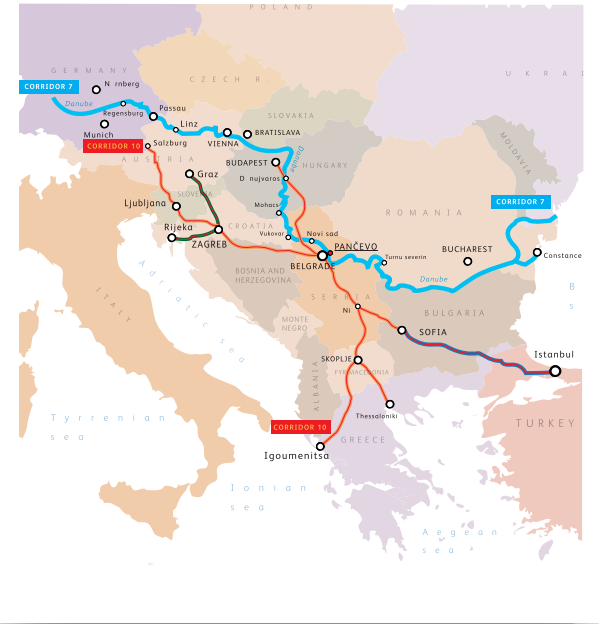 POLAND
GERMANY
UKRAI
CZECH R.
CORRIDOR 7
N rnberg
Danube
Regensburg
Passau
Linz
SLOVAKIA
Munich
VIENNA
BRATISLAVA
MOLDAVIA
CORRIDOR 10
Salzburg
AUSTRIA
BUDAPEST
Danube
HUNGARY
Graz
D nujvaros
SLOVENIA
CORRIDOR 7
Ljubljana
Mohacs
ROMANIA
Rijeka
CROATIA
Vukovar
Novi sad
ZAGREB
PANČEVO
BUCHAREST
Constance
BELGRADE
Turnu severin
Adriatic sea
BOSNIA AND
HERZEGOVINA
Danube
B
s
ITALY
SERBIA
Ni
BULGARIA
MONTE
NEGRO
SOFIA
Istanbul
SKOPLJE
ALBANIA
FYR MACEDONIA
Thessaloniki
Tyrrenian
sea
CORRIDOR 10
GREECE
TURKEY
Igoumenitsa
Ionian
sea
Aegean
sea